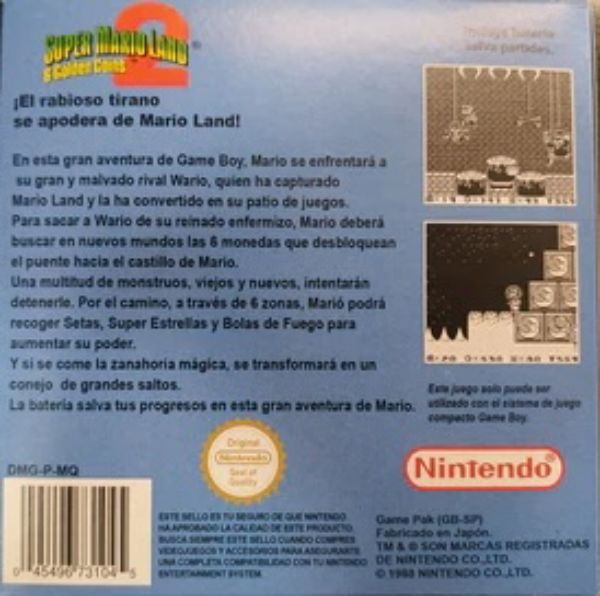 SUPER MARIO LAND 2
6 Golden Coins
Incluye batería
salva partidas.
¡El rabioso tirano
se apodera de Mario Land!
En esta gran aventura de Game Boy, Mario se enfrentará a
su gran y malvado rival Wario, quien ha capturado
Mario Land y la ha convertido en su patio de juegos.
Para sacar a Wario de su reinado enfermizo, Mario deberá
buscar en nuevos mundos las 6 monedas que desbloquean
el puente hacia el castillo de Mario.
Una multitud de monstruos, viejos y nuevos, intentarán
detenerle. Por el camino, a través de 6 zonas, Marió podrá
recoger Setas, Super Estrellas y Bolas de Fuego para
aumentar su poder.
Y si se come la zanahoria mágica, se transformará en un
conejo de grandes saltos.
La batería salva tus progresos en esta gran aventura de Mario.
Este juego solo puede ser
utilizado con el sistema de juego
compacto Game Boy.
DMG-P-MQ
Original
Nintendo
Seal of
Quality
Nintendo®
ESTE SELLO ES TU SEGURO DE QUE NINTENDO
HA APROBADO LA CALIDAD DE ESTE PRODUCTO.
BUSCA SIEMPRE ESTE SELLO CUANDO COMPRES
VIDEOJUEGOS Y ACCESORIOS PARA ASEGURARTE
UNA COMPLETA COMPATIBILIDAD CON TU NINTENDO
ENTERTAINMENT SYSTEM.
Game Pak (GB-SP)
Fabricado en Japón.
TM & ® SON MARCAS REGISTRADAS
DE NINTENDO CO.,LTD.
© 1988 NINTENDO CO.,LTD.
0 45496 73104 5